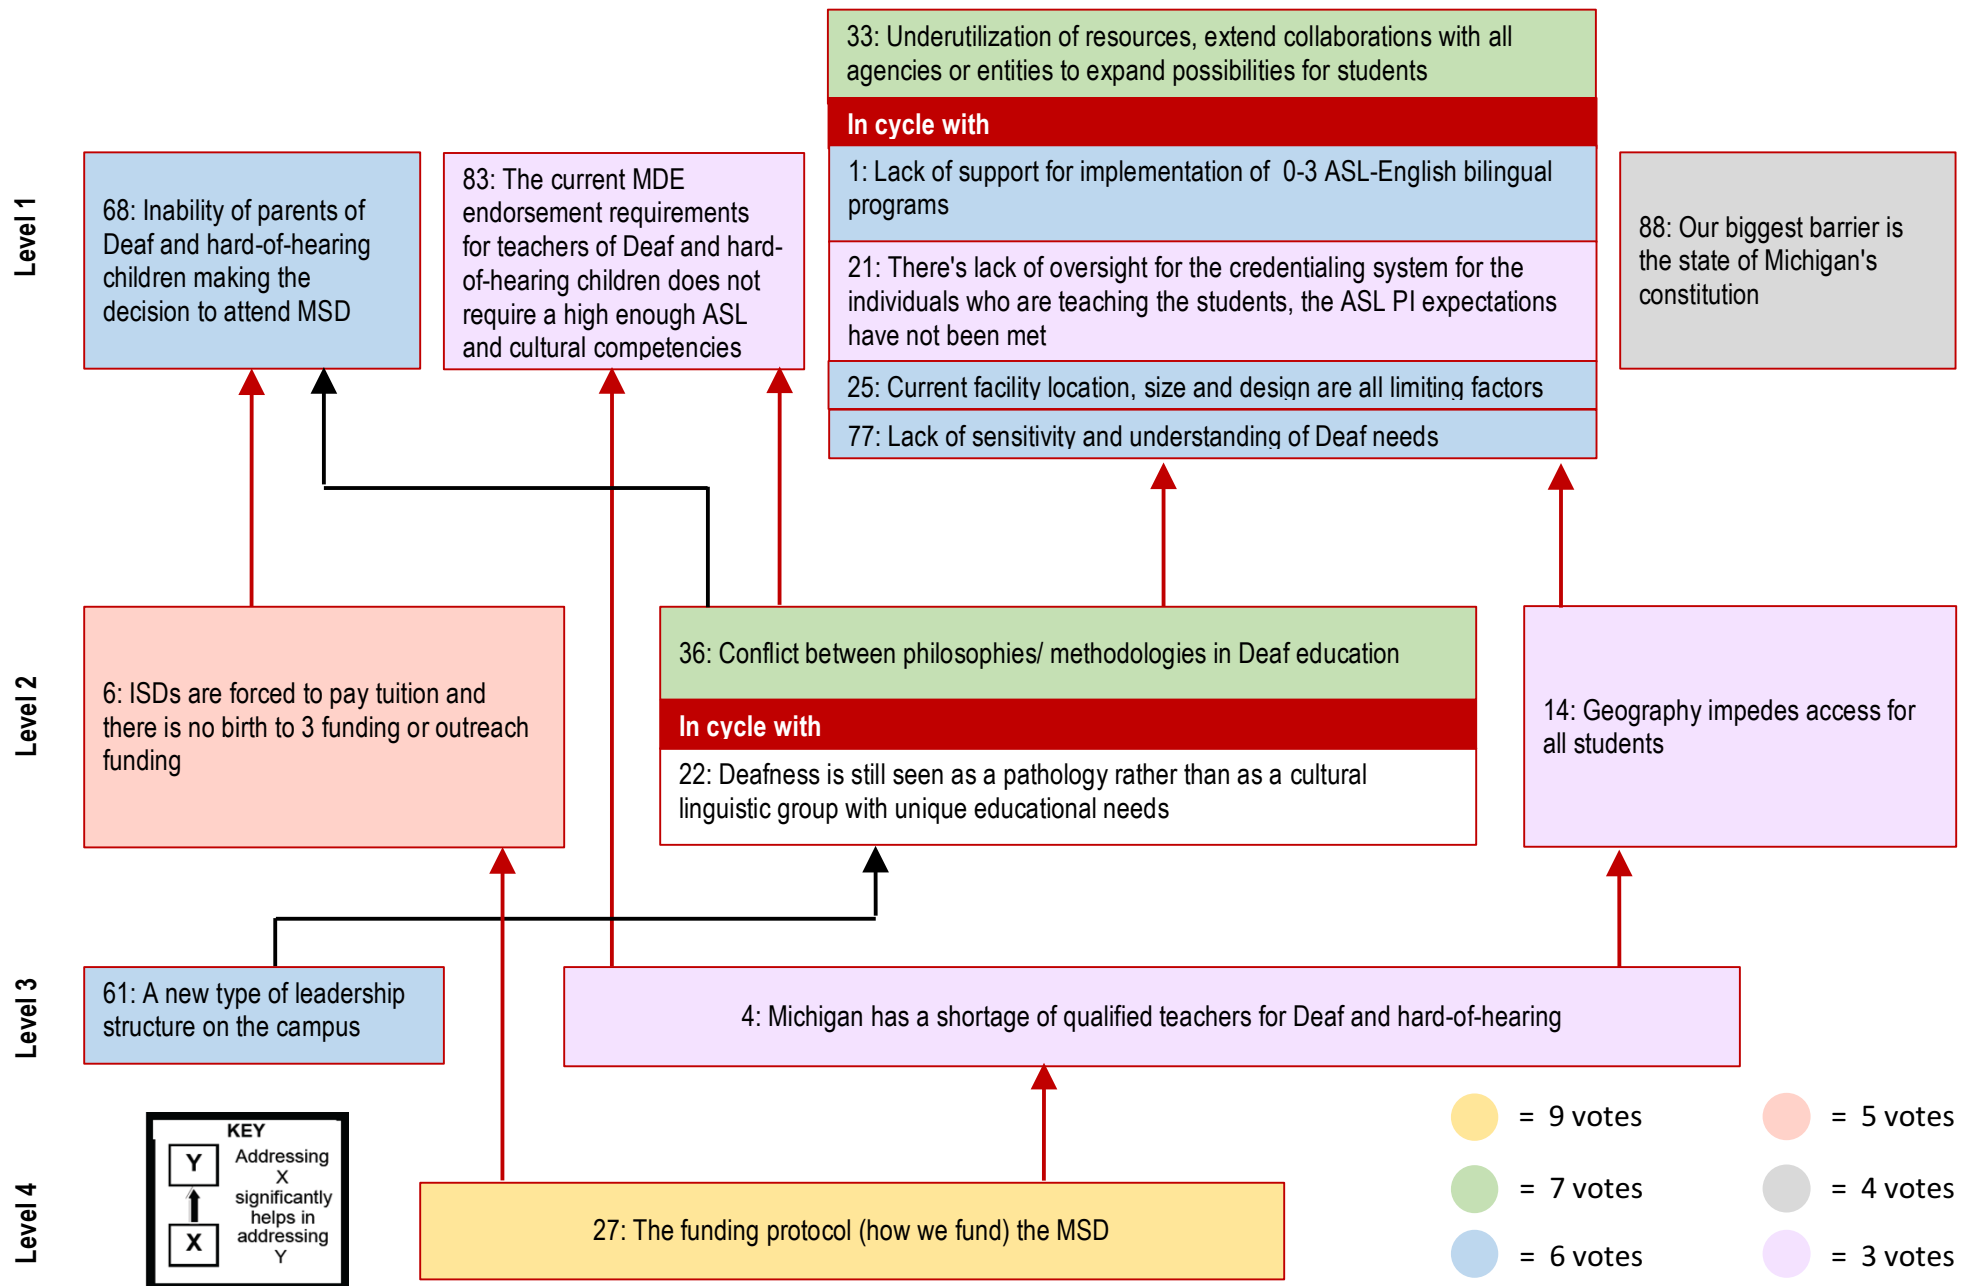 33: Underutilization of resources, extend collaborations with all
agencies or entities to expand possibilities for students
In cycle with
1: Lack of support for implementation of 0-3 ASL-English bilingual
programs
21: There's lack of oversight for the credentialing system for the
individuals who are teaching the students, the ASL PI expectations
have not been met
25: Current facility location, size and design are all limiting factors
77: Lack of sensitivity and understanding of Deaf needs
Level 1
68: Inability of parents of
Deaf and hard-of-hearing
children making the
decision to attend MSD
83: The current MDE
endorsement requirements
for teachers of Deaf and hard-
of-hearing children does not
require a high enough ASL
and cultural competencies
88: Our biggest barrier is
the state of Michigan's
constitution
Level 2
6: ISDs are forced to pay tuition and
there is no birth to 3 funding or outreach
funding
36: Conflict between philosophies/ methodologies in Deaf education
In cycle with
22: Deafness is still seen as a pathology rather than as a cultural
linguistic group with unique educational needs
14: Geography impedes access for
all students
Level 3
61: A new type of leadership
structure on the campus
4: Michigan has a shortage of qualified teachers for Deaf and hard-of-hearing
Level 4
KEY
Y
X
Addressing
X
significantly
helps in
addressing
Y
27: The funding protocol (how we fund) the MSD
= 9 votes
= 5 votes
= 7 votes
= 4 votes
= 6 votes
= 3 votes